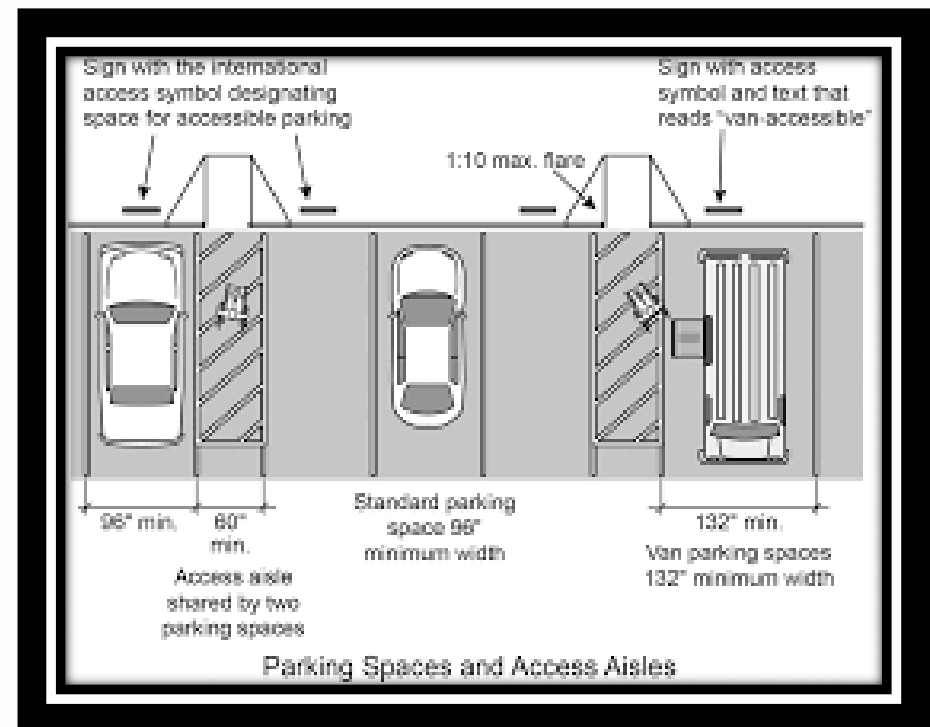 Sign with the international
access symbol designating
space for accessible parking
Sign with access
symbol and text that
reads "van-accessible"
1:10 max. flare
96" min.
60"
min.
Access aisle
shared by two
parking spaces
Standard parking
space 96"
minimum width
132" min.
Van parking spaces
132" minimum width
Parking Spaces and Access Aisles